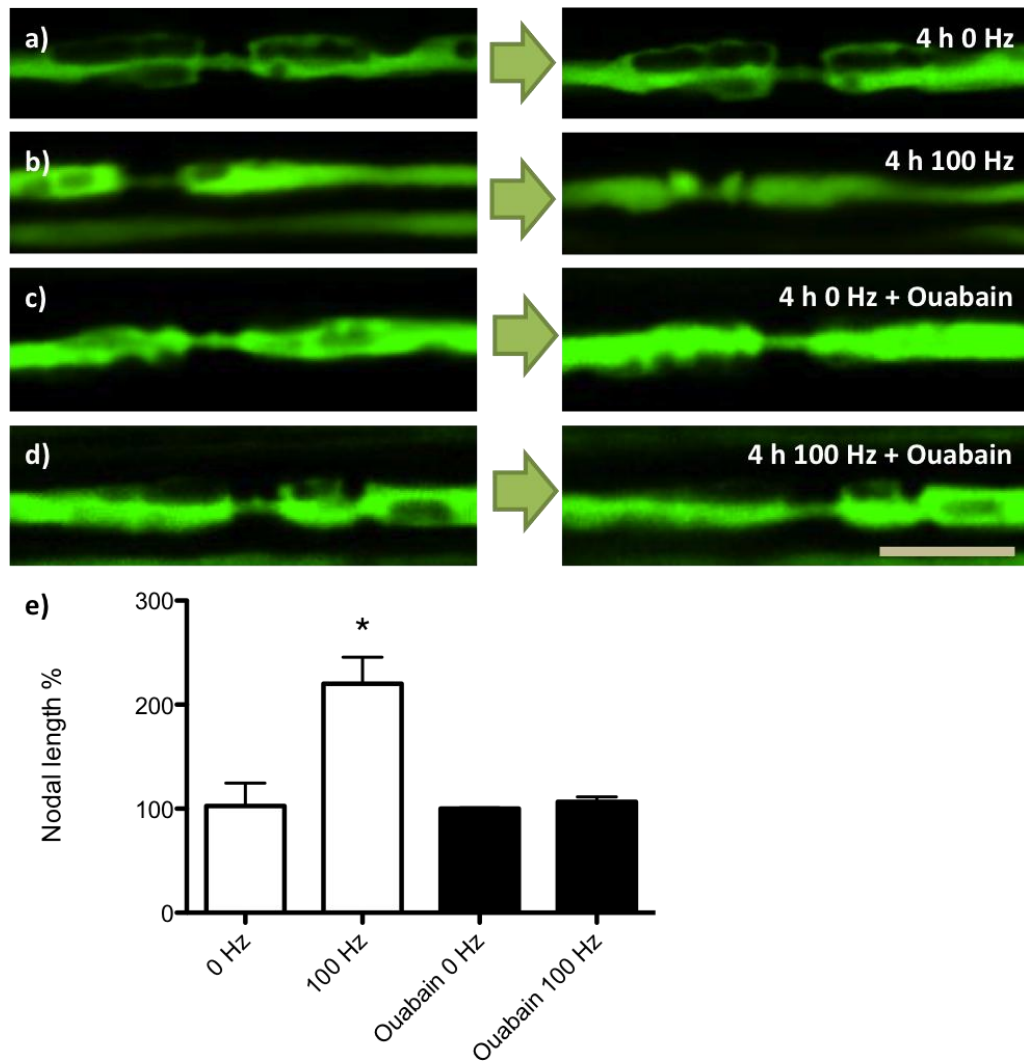 a)
4 h 0 Hz
b)
4 h 100 Hz
c)
4 h 0 Hz + Ouabain
d)
4 h 100 Hz + Ouabain
e)
300
*
200
100
0
Nodal length %
0 Hz
100 Hz
Ouabain 0 Hz
Ouabain 100 Hz